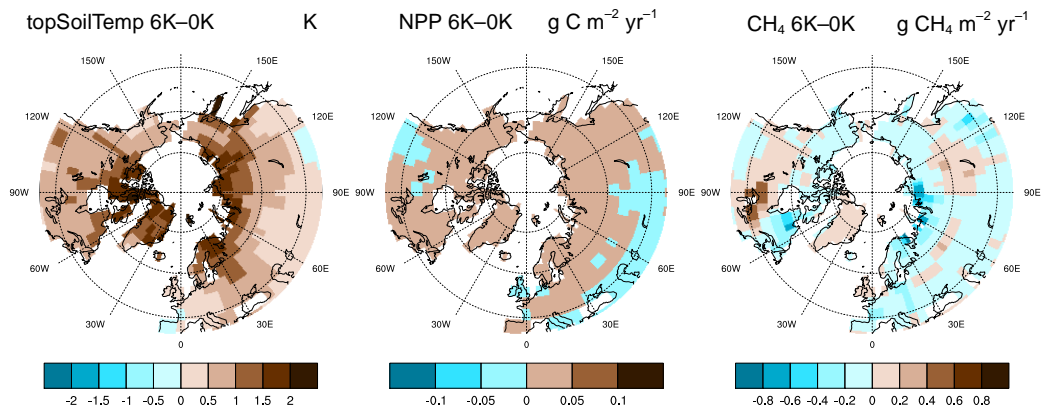 topSoilTemp 6K–0K K
150W 150E
120W 120E
90W 90E
60W 60E
30W 30E
0
-2 -1.5 -1 -0.5 0 0.5 1 1.5 2
NPP 6K–0K g C m⁻² yr⁻¹
150W 150E
120W 120E
90W 90E
60W 60E
30W 30E
0
-0.1 -0.05 0 0.05 0.1
CH₄ 6K–0K g CH₄ m⁻² yr⁻¹
150W 150E
120W 120E
90W 90E
60W 60E
30W 30E
0
-0.8 -0.6 -0.4 -0.2 0 0.2 0.4 0.6 0.8